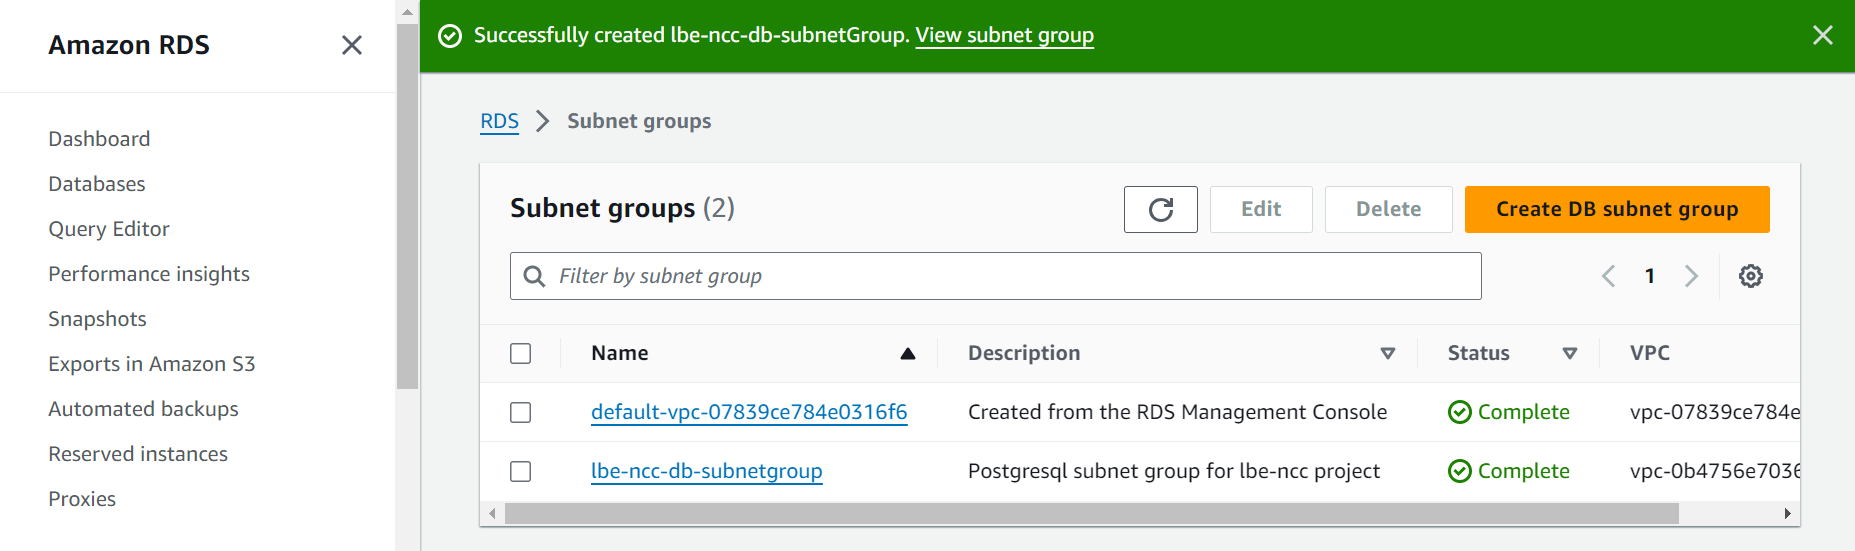 Amazon RDS
Dashboard
Databases
Query Editor
Performance insights
Snapshots
Exports in Amazon S3
Automated backups
Reserved instances
Proxies
Successfully created lbe-ncc-db-subnetGroup. View subnet group
RDS > Subnet groups
Subnet groups (2)
Edit
Delete
Create DB subnet group
Filter by subnet group
1
Name Description Status VPC
default-vpc-07839ce784e0316f6 Created from the RDS Management Console Complete vpc-07839ce784e
lbe-ncc-db-subnetgroup Postgresql subnet group for lbe-ncc project Complete vpc-0b4756e7036